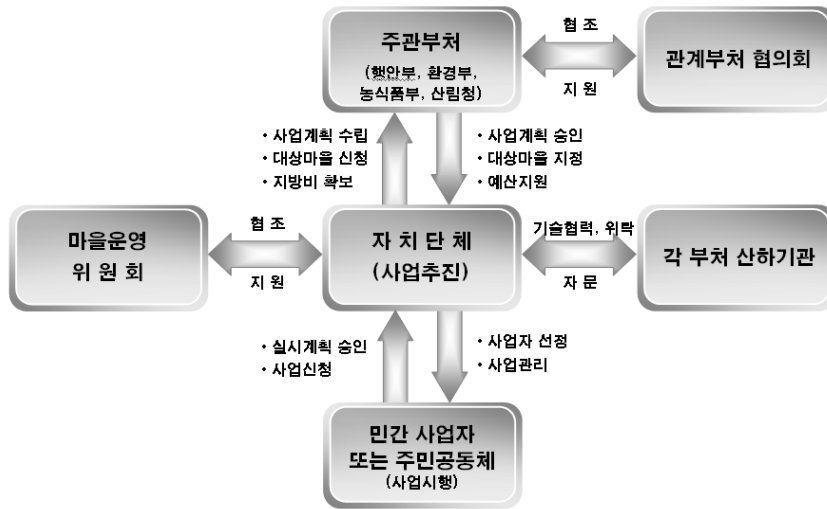 주관부처
(행안부, 환경부,
농식품부, 산림청)
협 조
지 원
관계부처 협의회
• 사업계획 수립
• 대상마을 신청
• 지방비 확보
• 사업계획 승인
• 대상마을 지정
• 예산지원
마을운영
위 원 회
협 조
지 원
자 치 단 체
(사업추진)
기술협력, 위탁
자 문
각 부처 산하기관
• 실시계획 승인
• 사업신청
• 사업자 선정
• 사업관리
민간 사업자
또는 주민공동체
(사업시행)